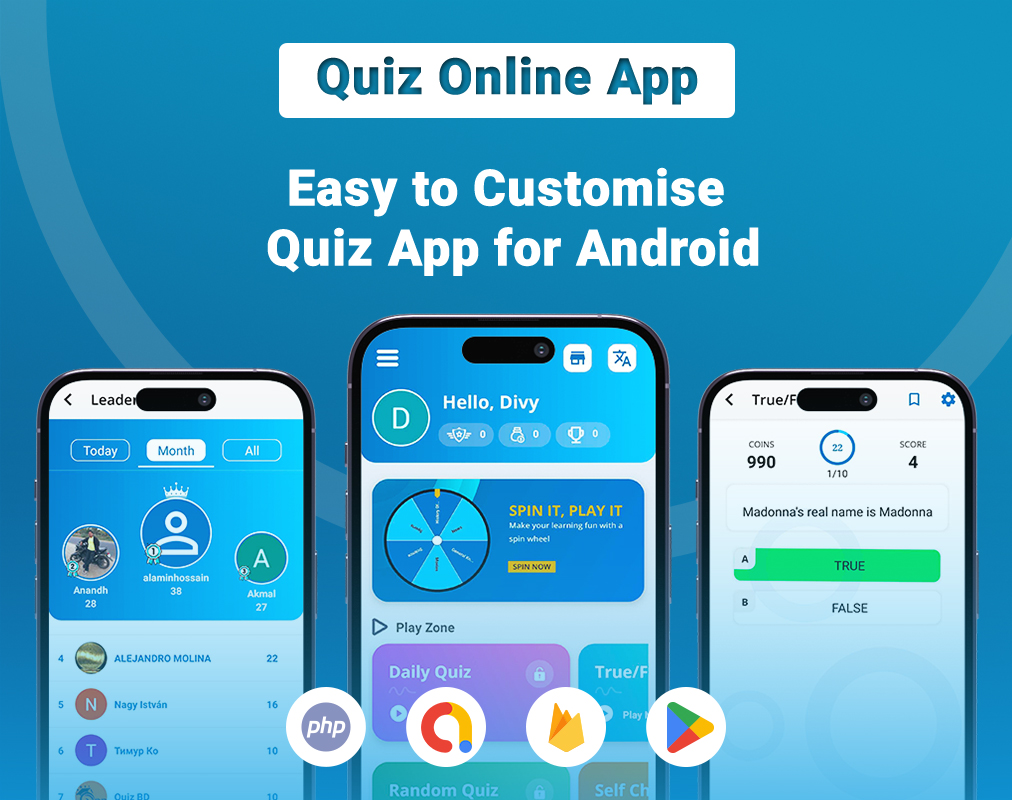 Quiz Online App
Easy to Customise
Quiz App for Android
Leader
Today
Month
All
1
2
3
alaminhossain
38
Anandh
28
A
Akmal
27
4 ALEJANDRO MOLINA 22
5 N Nagy István 16
6 T Тимур Ко 10
7 Quiz BD 10
D
Hello, Divy
0
0
0
SPIN IT, PLAY IT
Make your learning fun with a
spin wheel
SPIN NOW
Play Zone
Daily Quiz
True/F
Play
Random Quiz
Self Ch
True/F
COINS
990
22
1/10
SCORE
4
Madonna's real name is Madonna
A TRUE
B FALSE
php